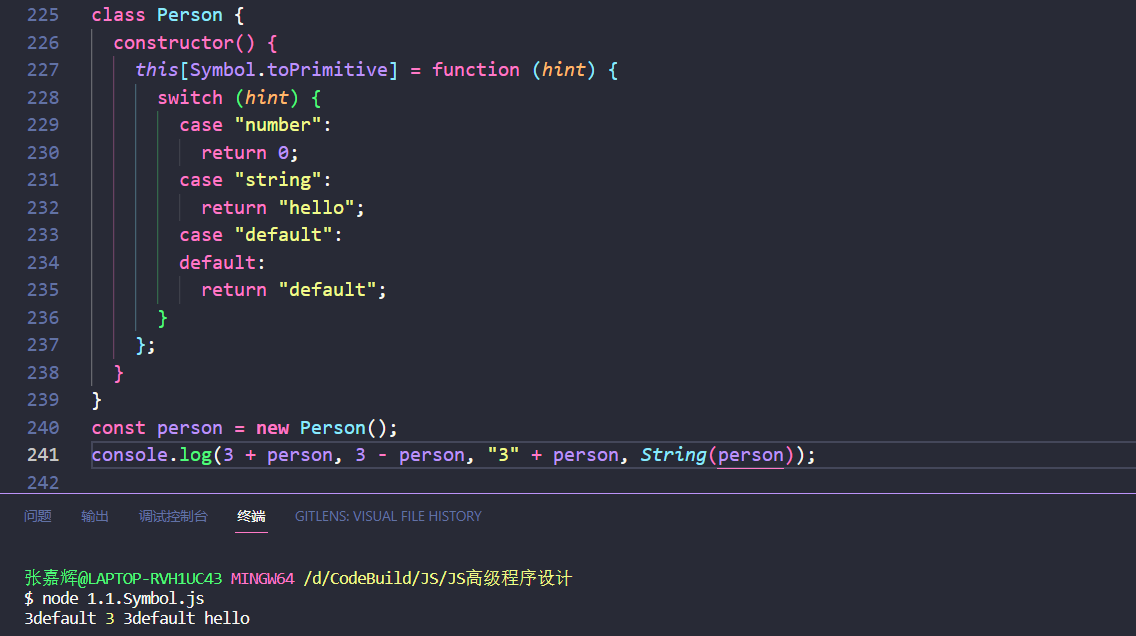 225 class Person {
226 constructor() {
227 this[Symbol.toPrimitive] = function (hint) {
228 switch (hint) {
229 case "number":
230 return 0;
231 case "string":
232 return "hello";
233 case "default":
234 default:
235 return "default";
236 }
237 };
238 }
239 }
240 const person = new Person();
241 console.log(3 + person, 3 - person, "3" + person, String(person));
242
问题 输出 调试控制台 终端 GITLENS: VISUAL FILE HISTORY
张嘉辉@LAPTOP-RVH1UC43 MINGW64 /d/CodeBuild/JS/JS高级程序设计
$ node 1.1.Symbol.js
3default 3 3default hello